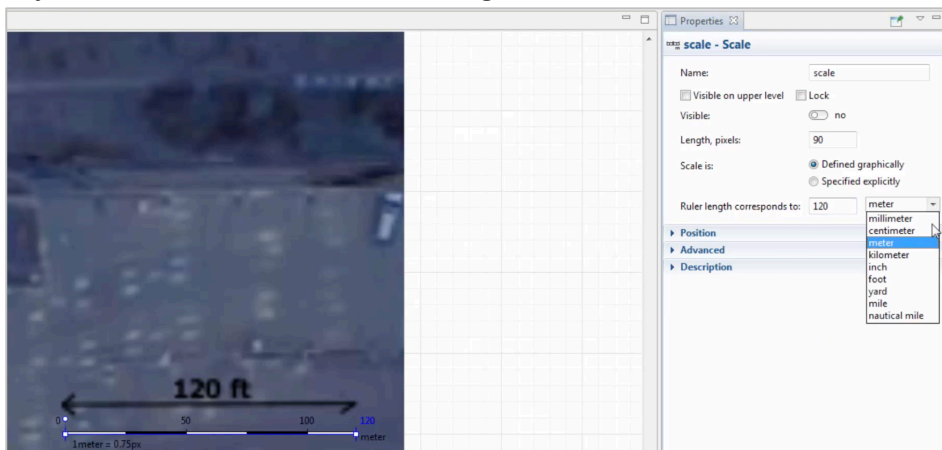 Properties
scale - Scale
Name: scale
Visible on upper level Lock
Visible: no
Length, pixels: 90
Scale is: Defined graphically
Specified explicitly
Ruler length corresponds to: 120 meter
millimeter
Position
centimeter
meter
Advanced
kilometer
Description
inch
foot
yard
mile
nautical mile
120 ft
0 50 100 120
meter
1meter = 0.75px